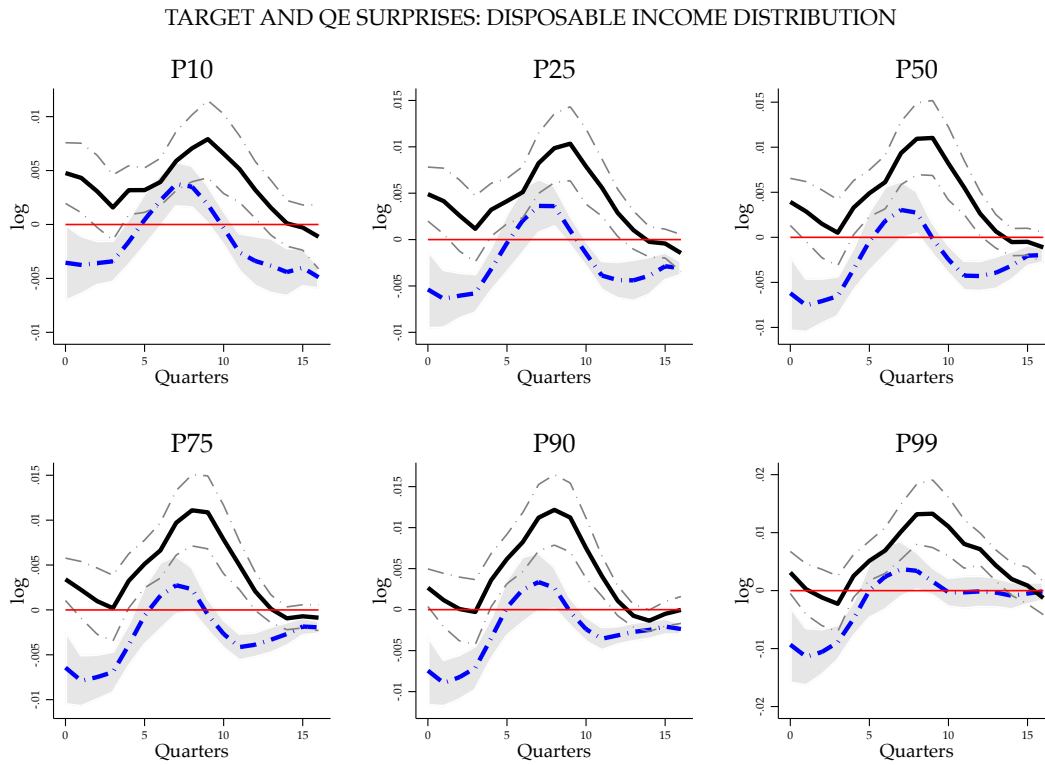 TARGET AND QE SURPRISES: DISPOSABLE INCOME DISTRIBUTION
P10
log
.01
.005
0
-.005
-.01
0 5 10 15
Quarters
P25
log
.015
.01
.005
0
-.005
-.01
0 5 10 15
Quarters
P50
log
.015
.01
.005
0
-.005
-.01
0 5 10 15
Quarters
P75
log
.015
.01
.005
0
-.005
-.01
0 5 10 15
Quarters
P90
log
.015
.01
.005
0
-.005
-.01
0 5 10 15
Quarters
P99
log
.02
.01
0
-.01
-.02
0 5 10 15
Quarters